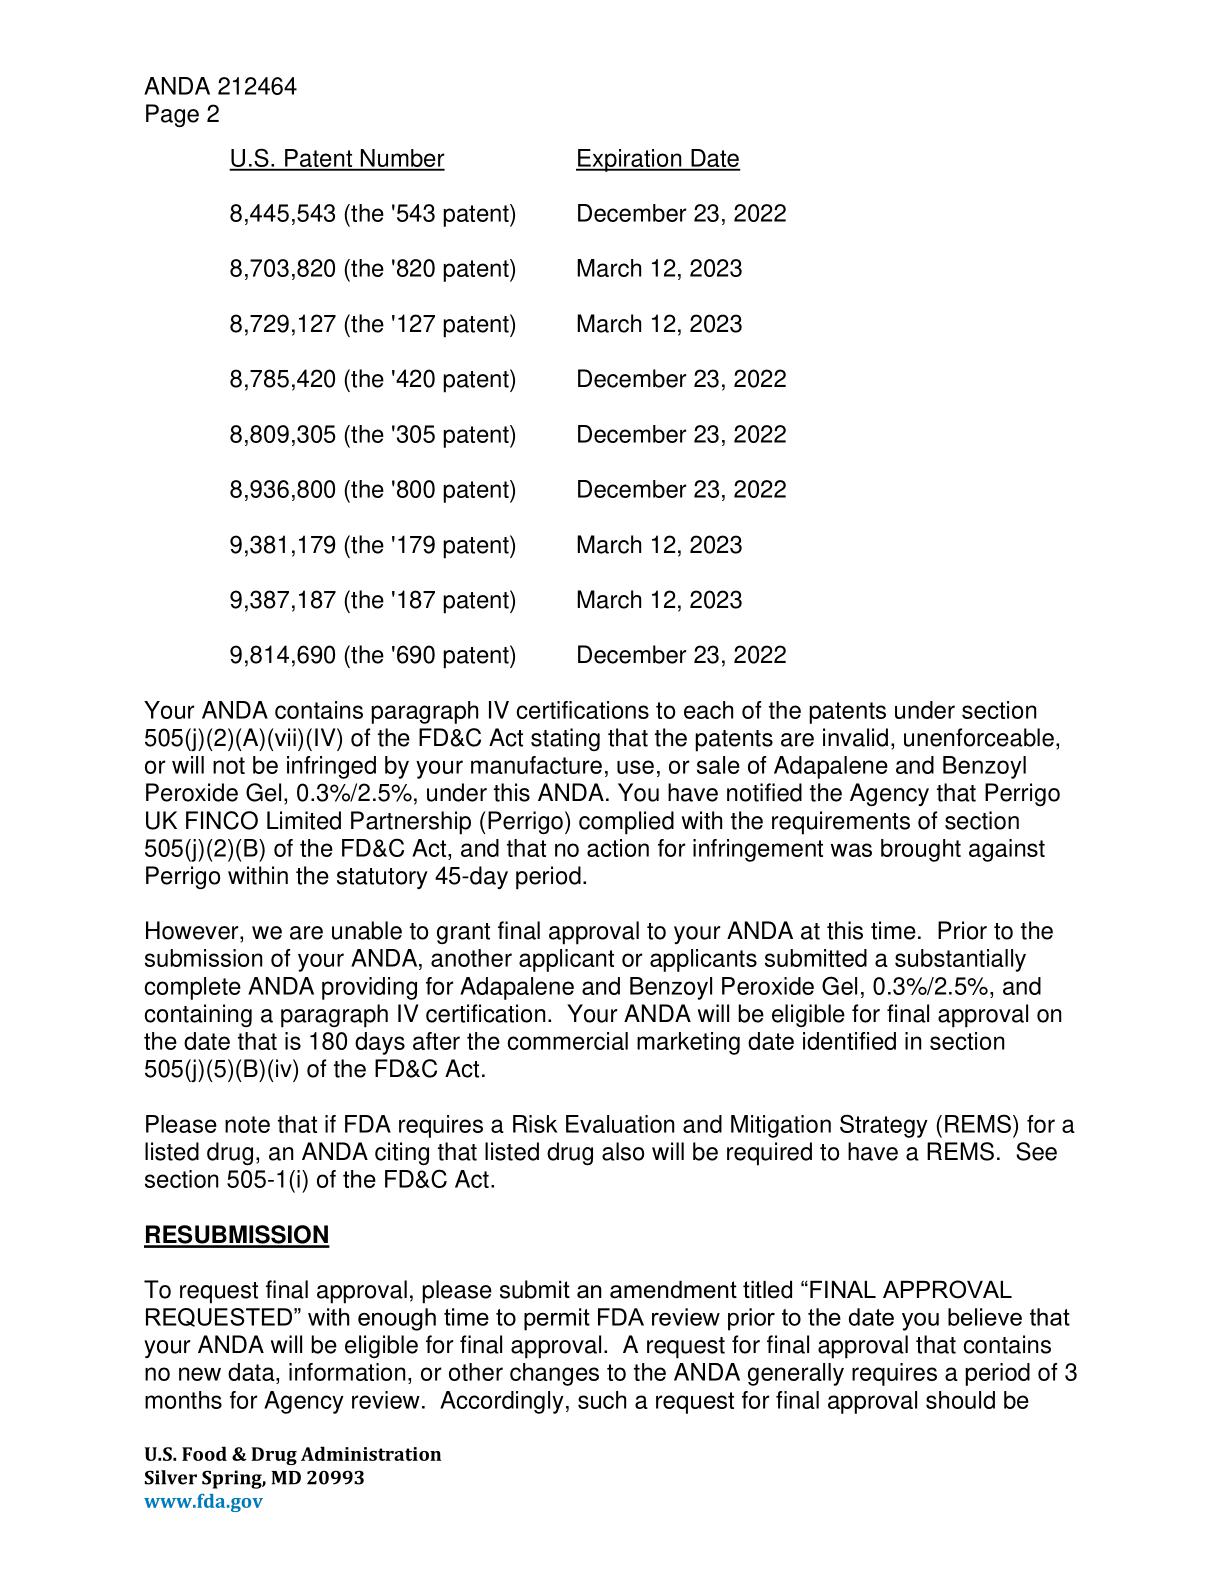 ANDA 212464
Page 2
U.S. Patent Number Expiration Date
8,445,543 (the '543 patent) December 23, 2022
8,703,820 (the '820 patent) March 12, 2023
8,729,127 (the '127 patent) March 12, 2023
8,785,420 (the '420 patent) December 23, 2022
8,809,305 (the '305 patent) December 23, 2022
8,936,800 (the '800 patent) December 23, 2022
9,381,179 (the '179 patent) March 12, 2023
9,387,187 (the '187 patent) March 12, 2023
9,814,690 (the '690 patent) December 23, 2022
Your ANDA contains paragraph IV certifications to each of the patents under section
505(j)(2)(A)(vii)(IV) of the FD&C Act stating that the patents are invalid, unenforceable,
or will not be infringed by your manufacture, use, or sale of Adapalene and Benzoyl
Peroxide Gel, 0.3%/2.5%, under this ANDA. You have notified the Agency that Perrigo
UK FINCO Limited Partnership (Perrigo) complied with the requirements of section
505(j)(2)(B) of the FD&C Act, and that no action for infringement was brought against
Perrigo within the statutory 45-day period.
However, we are unable to grant final approval to your ANDA at this time. Prior to the
submission of your ANDA, another applicant or applicants submitted a substantially
complete ANDA providing for Adapalene and Benzoyl Peroxide Gel, 0.3%/2.5%, and
containing a paragraph IV certification. Your ANDA will be eligible for final approval on
the date that is 180 days after the commercial marketing date identified in section
505(j)(5)(B)(iv) of the FD&C Act.
Please note that if FDA requires a Risk Evaluation and Mitigation Strategy (REMS) for a
listed drug, an ANDA citing that listed drug also will be required to have a REMS. See
section 505-1(i) of the FD&C Act.
RESUBMISSION
To request final approval, please submit an amendment titled “FINAL APPROVAL
REQUESTED” with enough time to permit FDA review prior to the date you believe that
your ANDA will be eligible for final approval. A request for final approval that contains
no new data, information, or other changes to the ANDA generally requires a period of 3
months for Agency review. Accordingly, such a request for final approval should be
U.S. Food & Drug Administration
Silver Spring, MD 20993
www.fda.gov